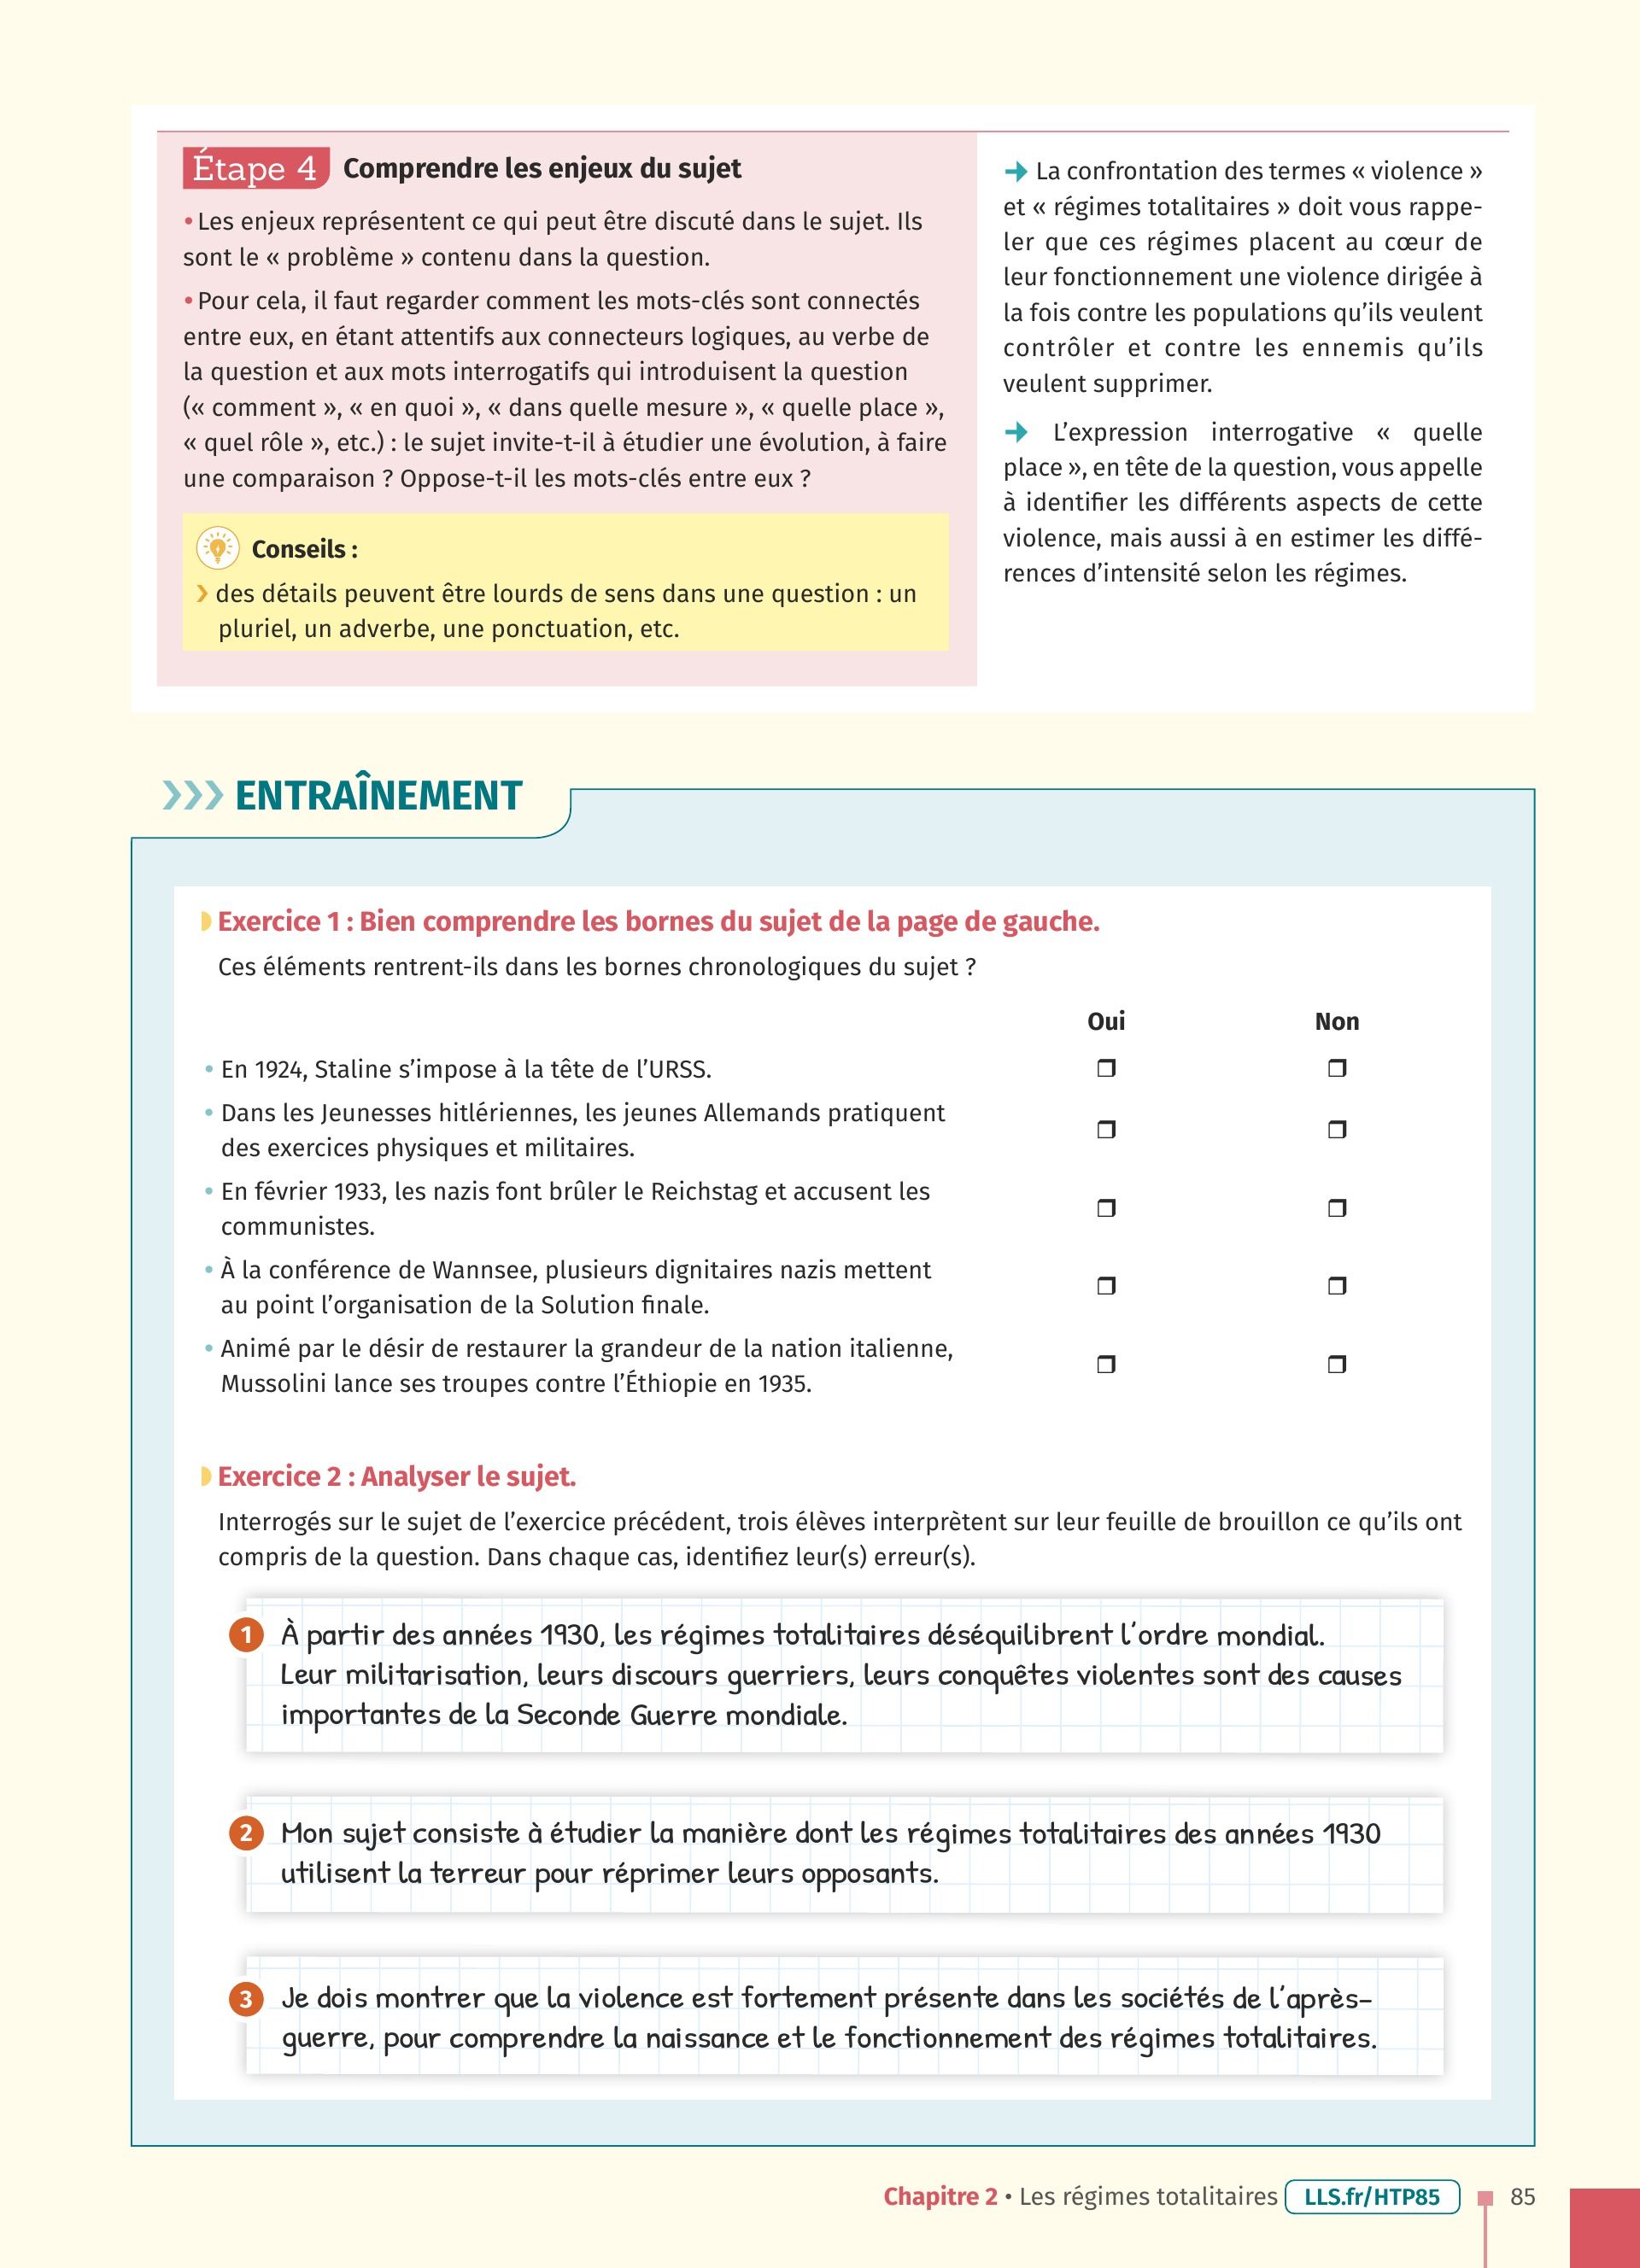 Étape 4 Comprendre les enjeux du sujet
• Les enjeux représentent ce qui peut être discuté dans le sujet. Ils
sont le « problème » contenu dans la question.
• Pour cela, il faut regarder comment les mots-clés sont connectés
entre eux, en étant attentifs aux connecteurs logiques, au verbe de
la question et aux mots interrogatifs qui introduisent la question
(« comment », « en quoi », « dans quelle mesure », « quelle place »,
« quel rôle », etc.) : le sujet invite-t-il à étudier une évolution, à faire
une comparaison ? Oppose-t-il les mots-clés entre eux ?
Conseils :
› des détails peuvent être lourds de sens dans une question : un
pluriel, un adverbe, une ponctuation, etc.
➔ La confrontation des termes « violence »
et « régimes totalitaires » doit vous rappe-
ler que ces régimes placent au cœur de
leur fonctionnement une violence dirigée à
la fois contre les populations qu’ils veulent
contrôler et contre les ennemis qu’ils
veulent supprimer.
➔ L’expression interrogative « quelle
place », en tête de la question, vous appelle
à identifier les différents aspects de cette
violence, mais aussi à en estimer les diffé-
rences d’intensité selon les régimes.
ENTRAÎNEMENT
Exercice 1 : Bien comprendre les bornes du sujet de la page de gauche.
Ces éléments rentrent-ils dans les bornes chronologiques du sujet ?
Oui Non
• En 1924, Staline s’impose à la tête de l’URSS. ❒ ❒
• Dans les Jeunesses hitlériennes, les jeunes Allemands pratiquent
des exercices physiques et militaires. ❒ ❒
• En février 1933, les nazis font brûler le Reichstag et accusent les
communistes. ❒ ❒
• À la conférence de Wannsee, plusieurs dignitaires nazis mettent
au point l’organisation de la Solution finale. ❒ ❒
• Animé par le désir de restaurer la grandeur de la nation italienne,
Mussolini lance ses troupes contre l’Éthiopie en 1935. ❒ ❒
Exercice 2 : Analyser le sujet.
Interrogés sur le sujet de l’exercice précédent, trois élèves interprètent sur leur feuille de brouillon ce qu’ils ont
compris de la question. Dans chaque cas, identifiez leur(s) erreur(s).
1 À partir des années 1930, les régimes totalitaires déséquilibrent l’ordre mondial.
Leur militarisation, leurs discours guerriers, leurs conquêtes violentes sont des causes
importantes de la Seconde Guerre mondiale.
2 Mon sujet consiste à étudier la manière dont les régimes totalitaires des années 1930
utilisent la terreur pour réprimer leurs opposants.
3 Je dois montrer que la violence est fortement présente dans les sociétés de l’après-
guerre, pour comprendre la naissance et le fonctionnement des régimes totalitaires.
Chapitre 2 • Les régimes totalitaires LLS.fr/HTP85 85